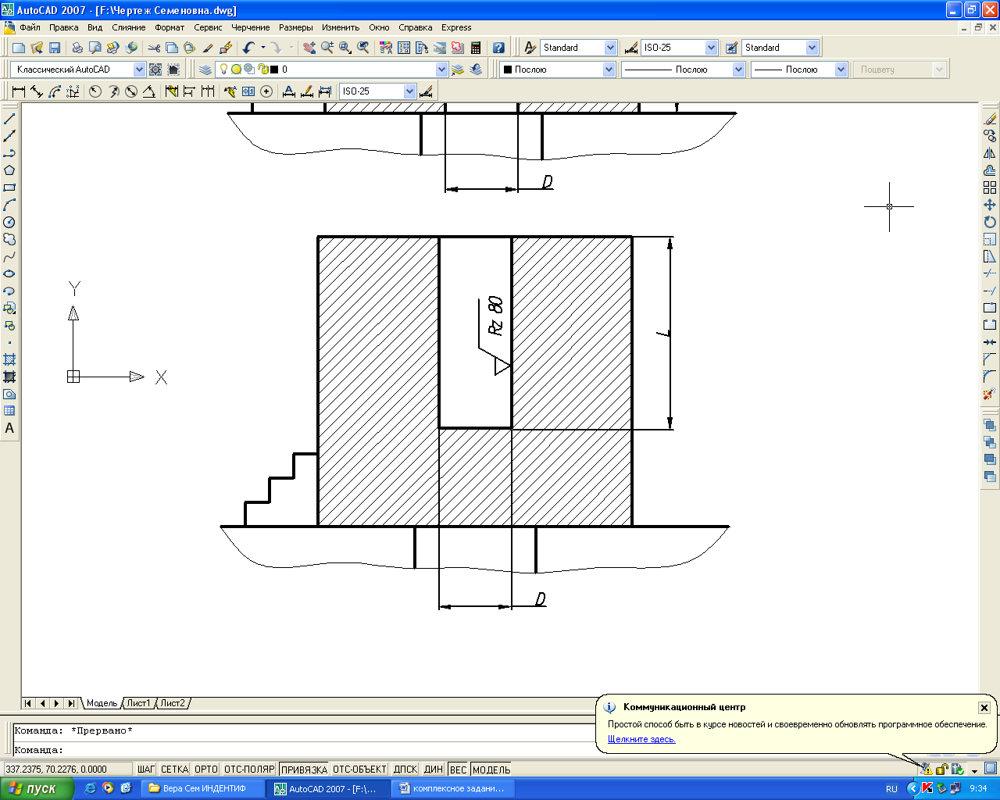 AutoCAD 2007 - [F:\Чертеж Семеновна.dwg]
Файл Правка Вид Слияние Формат Сервис Черчение Размеры Изменить Окно Справка Express
Standard ISO-25 Standard
Классический AutoCAD 0 Послою Послою Послою Поцвету
ISO-25
D
Y
X
Rz 80
L
D
A
Модель Лист1 Лист2
Коммуникационный центр
Простой способ быть в курсе новостей и своевременно обновлять программное обеспечение.
Щелкните здесь.
Команда: *Прервано*
Команда:
337.2375, 70.2276, 0.0000 ШАГ СЕТКА ОРТО ОТС-ПОЛЯР ПРИВЯЗКА ОТС-ОБЪЕКТ ДПСК ДИН ВЕС МОДЕЛЬ
пуск Вера Сем ИНДЕНТИФ AutoCAD 2007 - [F:\... комплексное задани... RU 9:34